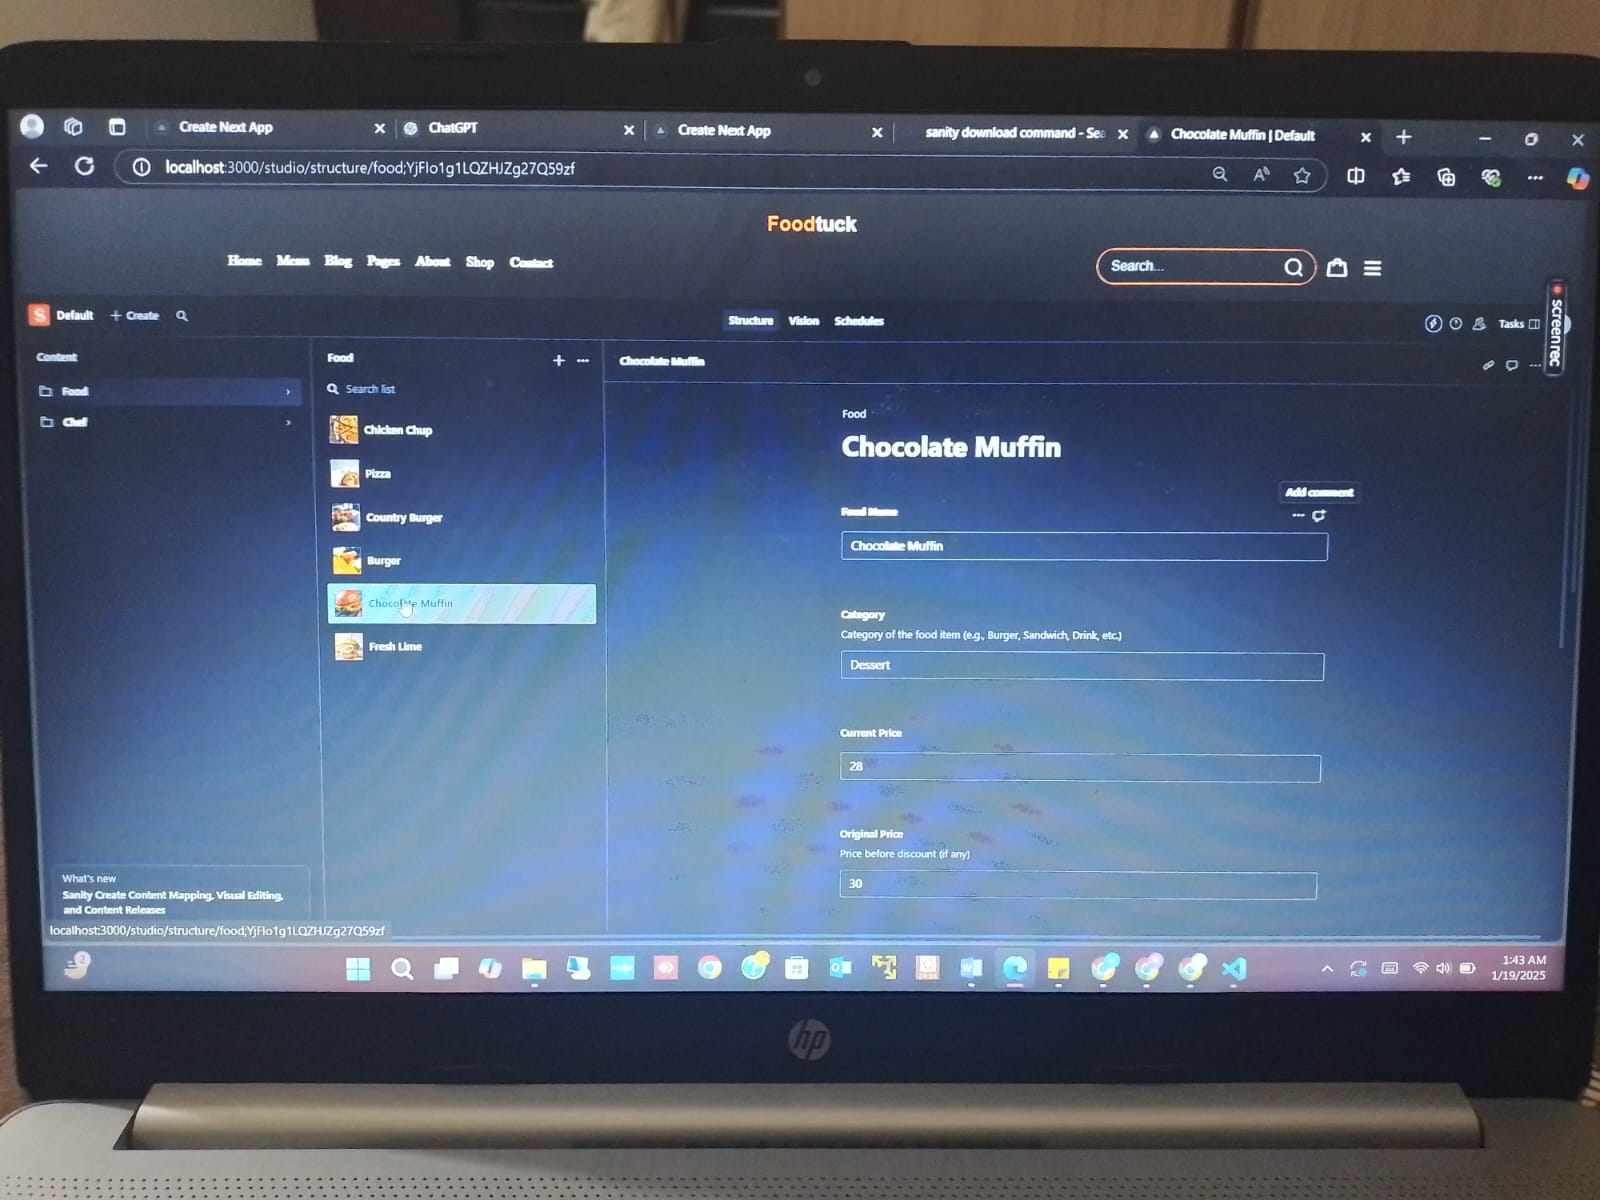 Create Next App
ChatGPT
Create Next App
sanity download command - Sea
Chocolate Muffin | Default
localhost:3000/studio/structure/food;YjFlo1g1LQZHJZg27Q59zf
Foodtuck
Home Menu Blog Pages About Shop Contact
Search...
S Default + Create
Structure Vision Schedules
Tasks
screenrec
Content
Food
Chef
Food
Search list
Chicken Chup
Pizza
Country Burger
Burger
Chocolate Muffin
Fresh Lime
Chocolate Muffin
Food
Chocolate Muffin
Add comment
Food Name
Chocolate Muffin
Category
Category of the food item (e.g., Burger, Sandwich, Drink, etc.)
Dessert
Current Price
28
Original Price
Price before discount (if any)
30
What's new
Sanity Create Content Mapping, Visual Editing,
and Content Releases
localhost:3000/studio/structure/food;YjFlo1g1LQZHJZg27Q59zf
2
1:43 AM
1/19/2025
hp